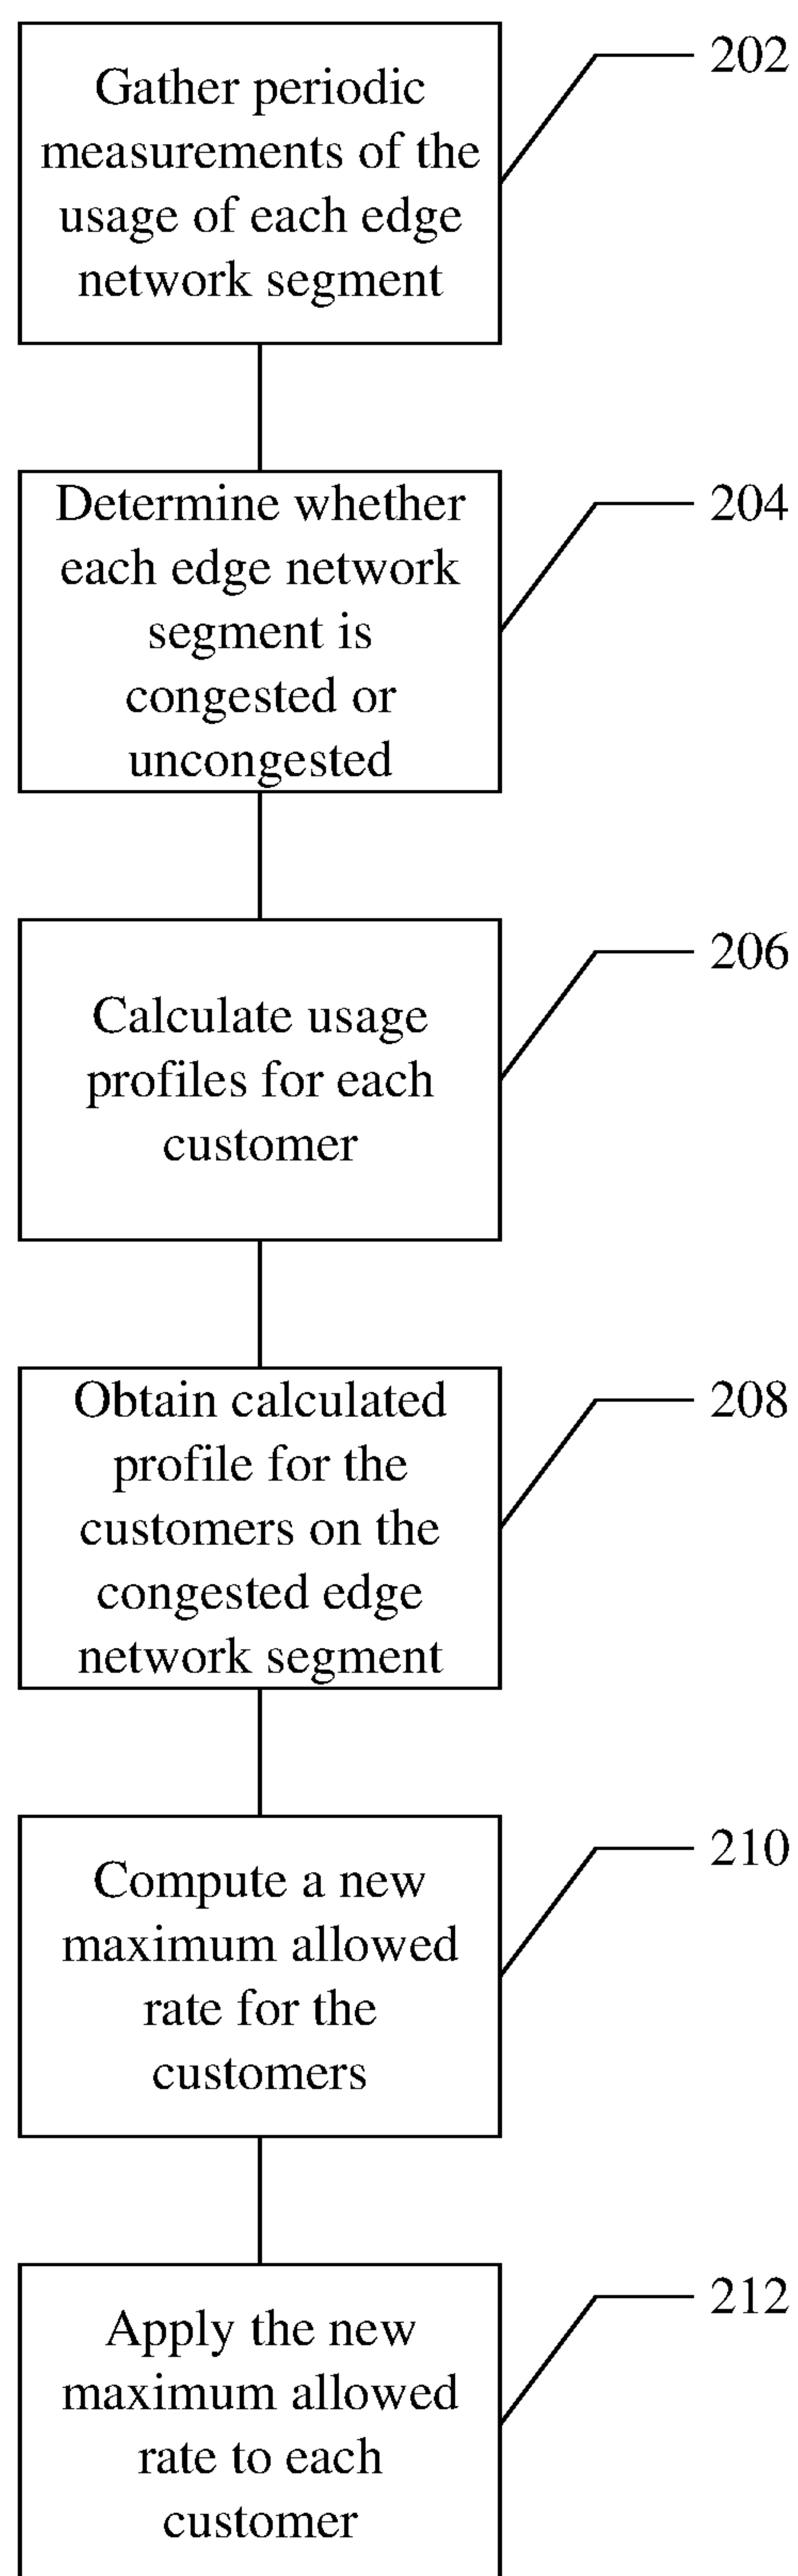 Gather periodic
measurements of the
usage of each edge
network segment
202
Determine whether
each edge network
segment is
congested or
uncongested
204
Calculate usage
profiles for each
customer
206
Obtain calculated
profile for the
customers on the
congested edge
network segment
208
Compute a new
maximum allowed
rate for the
customers
210
Apply the new
maximum allowed
rate to each
customer
212